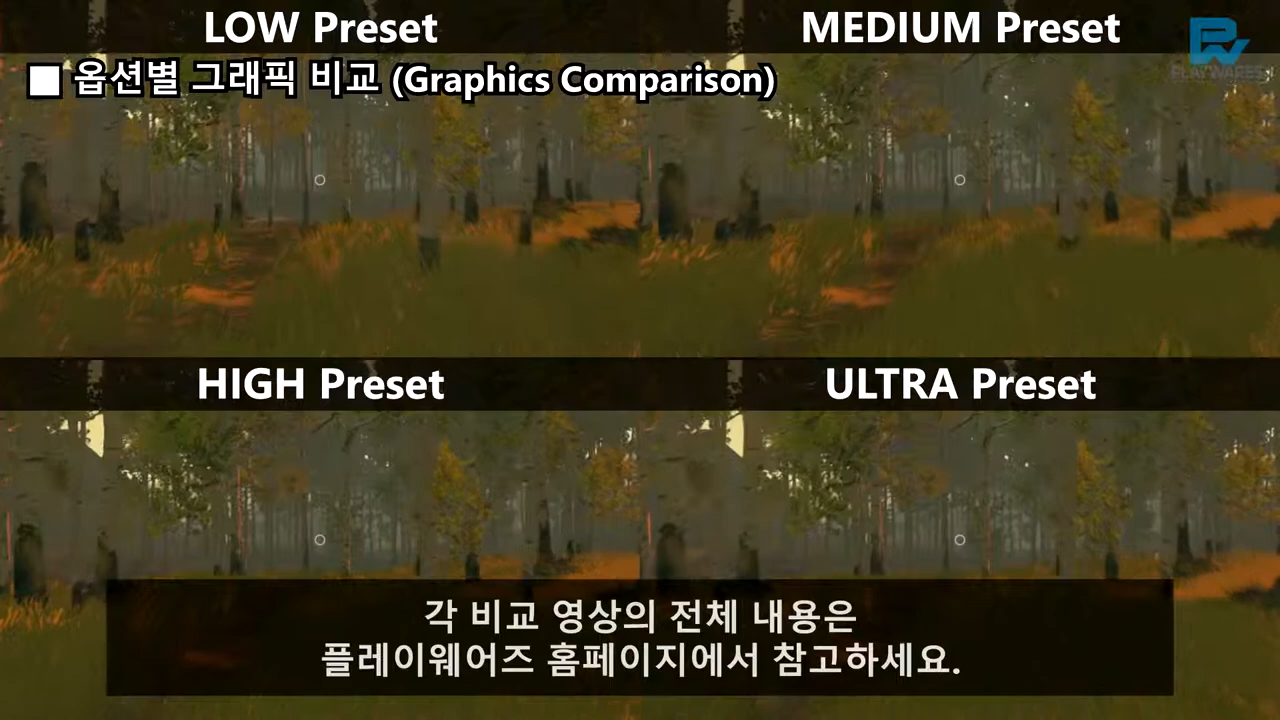 LOW Preset
MEDIUM Preset
PLAYWARES
■ 옵션별 그래픽 비교 (Graphics Comparison)
HIGH Preset
ULTRA Preset
각 비교 영상의 전체 내용은
플레이웨어즈 홈페이지에서 참고하세요.